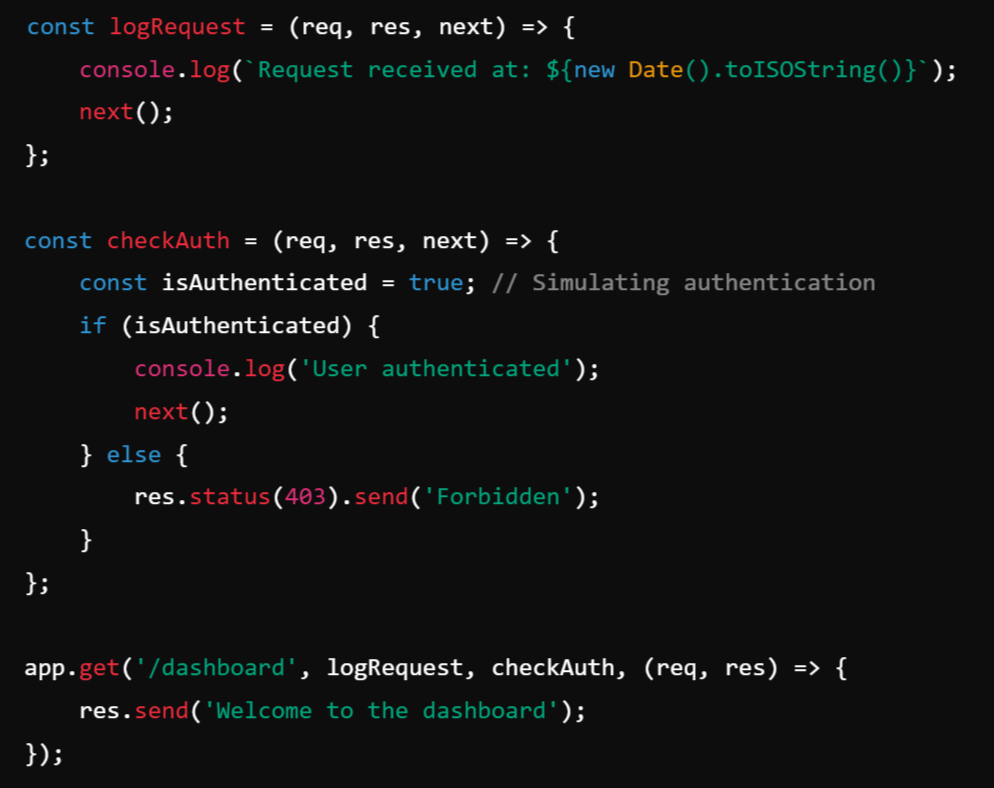 const logRequest = (req, res, next) => {
    console.log(`Request received at: ${new Date().toISOString()}`);
    next();
};

const checkAuth = (req, res, next) => {
    const isAuthenticated = true; // Simulating authentication
    if (isAuthenticated) {
        console.log('User authenticated');
        next();
    } else {
        res.status(403).send('Forbidden');
    }
};

app.get('/dashboard', logRequest, checkAuth, (req, res) => {
    res.send('Welcome to the dashboard');
});